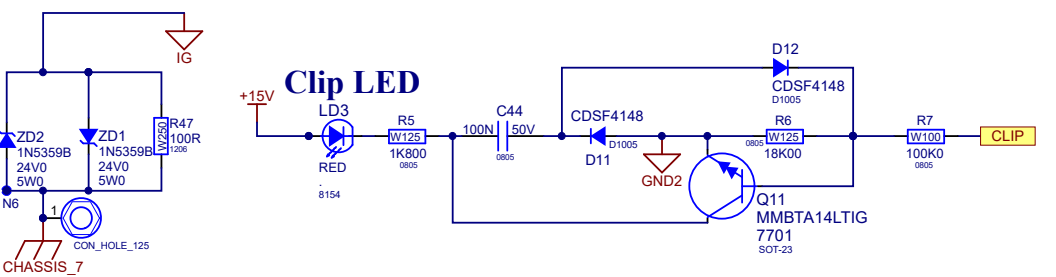 IG
ZD2
1N5359B
24V0
5W0
N6
ZD1
1N5359B
24V0
5W0
R47
W250
100R
1206
1
CON_HOLE_125
CHASSIS_7
Clip LED
+15V
LD3
RED
.
8154
R5
W125
1K800
0805
C44
100N
50V
0805
CDSF4148
D1005
D11
D12
CDSF4148
D1005
GND2
R6
W125
0805
18K00
R7
W100
100K0
0805
CLIP
Q11
MMBTA14LTIG
7701
SOT-23